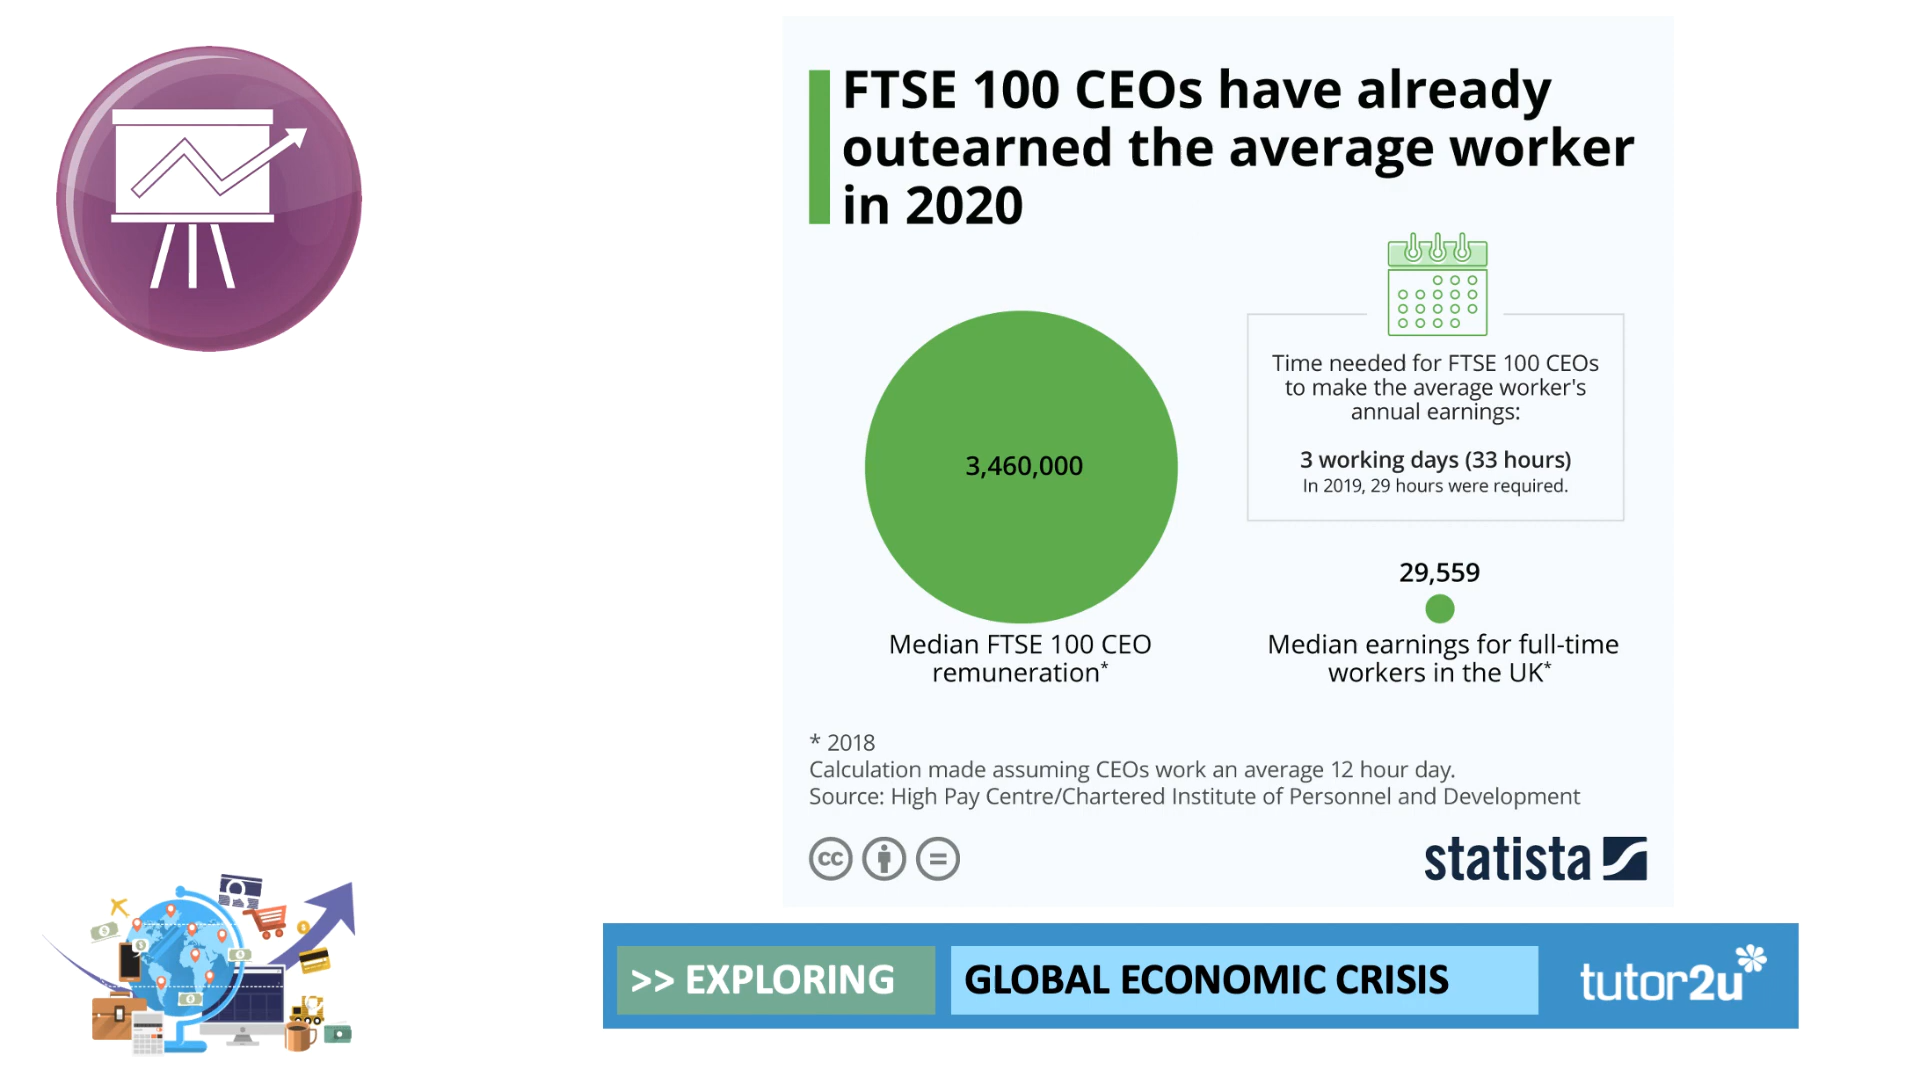 FTSE 100 CEOs have already
outearned the average worker
in 2020
3,460,000
Median FTSE 100 CEO
remuneration*
Time needed for FTSE 100 CEOs
to make the average worker's
annual earnings:
3 working days (33 hours)
In 2019, 29 hours were required.
29,559
Median earnings for full-time
workers in the UK*
* 2018
Calculation made assuming CEOs work an average 12 hour day.
Source: High Pay Centre/Chartered Institute of Personnel and Development
cc
statista
>> EXPLORING
GLOBAL ECONOMIC CRISIS
tutor2u